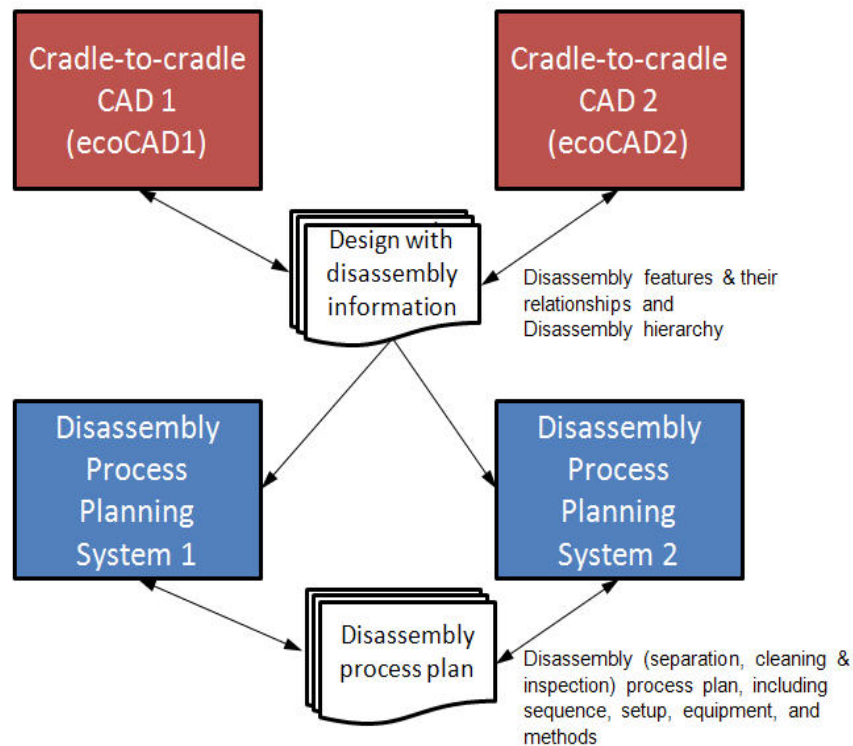 Cradle-to-cradle
CAD 1
(ecoCAD1)
Cradle-to-cradle
CAD 2
(ecoCAD2)
Design with
disassembly
information
Disassembly features & their
relationships and
Disassembly hierarchy
Disassembly
Process
Planning
System 1
Disassembly
Process
Planning
System 2
Disassembly
process plan
Disassembly (separation, cleaning &
inspection) process plan, including
sequence, setup, equipment, and
methods